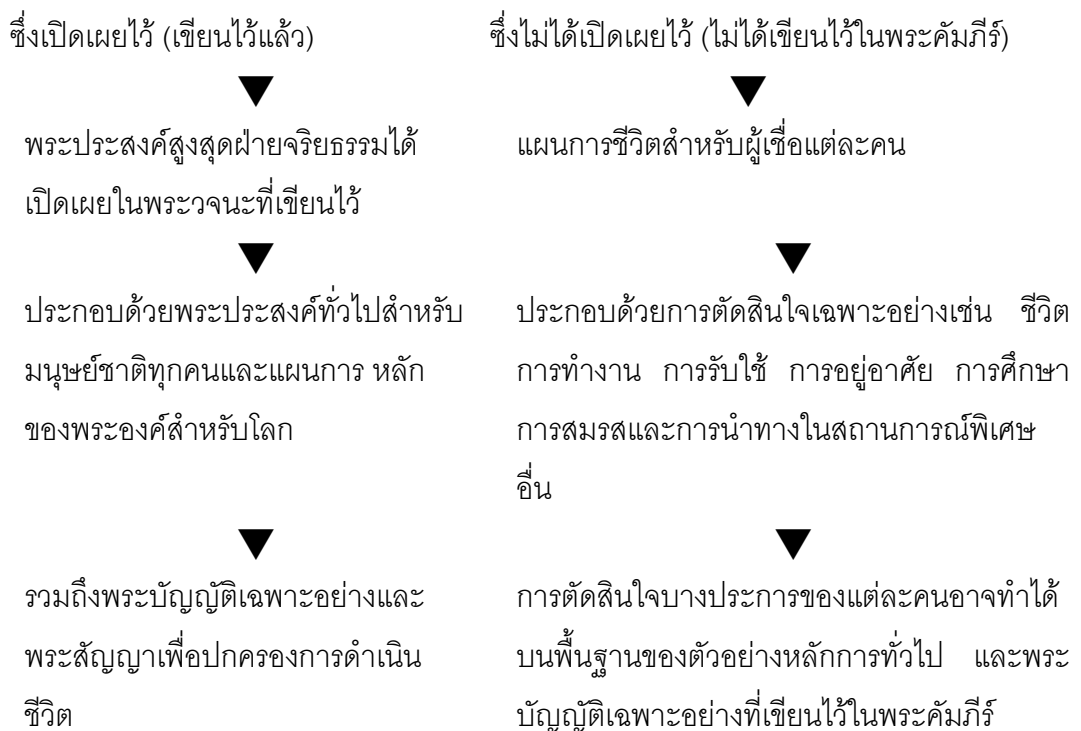 ซึ่งเปิดเผยไว้ (เขียนไว้แล้ว)
ซึ่งไม่ได้เปิดเผยไว้ (ไม่ได้เขียนไว้ในพระคัมภีร์)
พระประสงค์สูงสุดฝ่ายจริยธรรมได้
เปิดเผยในพระวจนะที่เขียนไว้
แผนการชีวิตสำหรับผู้เชื่อแต่ละคน
ประกอบด้วยพระประสงค์ทั่วไปสำหรับ
มนุษย์ชาติทุกคนและแผนการ หลัก
ของพระองค์สำหรับโลก
ประกอบด้วยการตัดสินใจเฉพาะอย่างเช่น ชีวิต
การทำงาน การรับใช้ การอยู่อาศัย การศึกษา
การสมรสและการนำทางในสถานการณ์พิเศษ
อื่น
รวมถึงพระบัญญัติเฉพาะอย่างและ
พระสัญญาเพื่อปกครองการดำเนิน
ชีวิต
การตัดสินใจบางประการของแต่ละคนอาจทำได้
บนพื้นฐานของตัวอย่างหลักการทั่วไป และพระ
บัญญัติเฉพาะอย่างที่เขียนไว้ในพระคัมภีร์